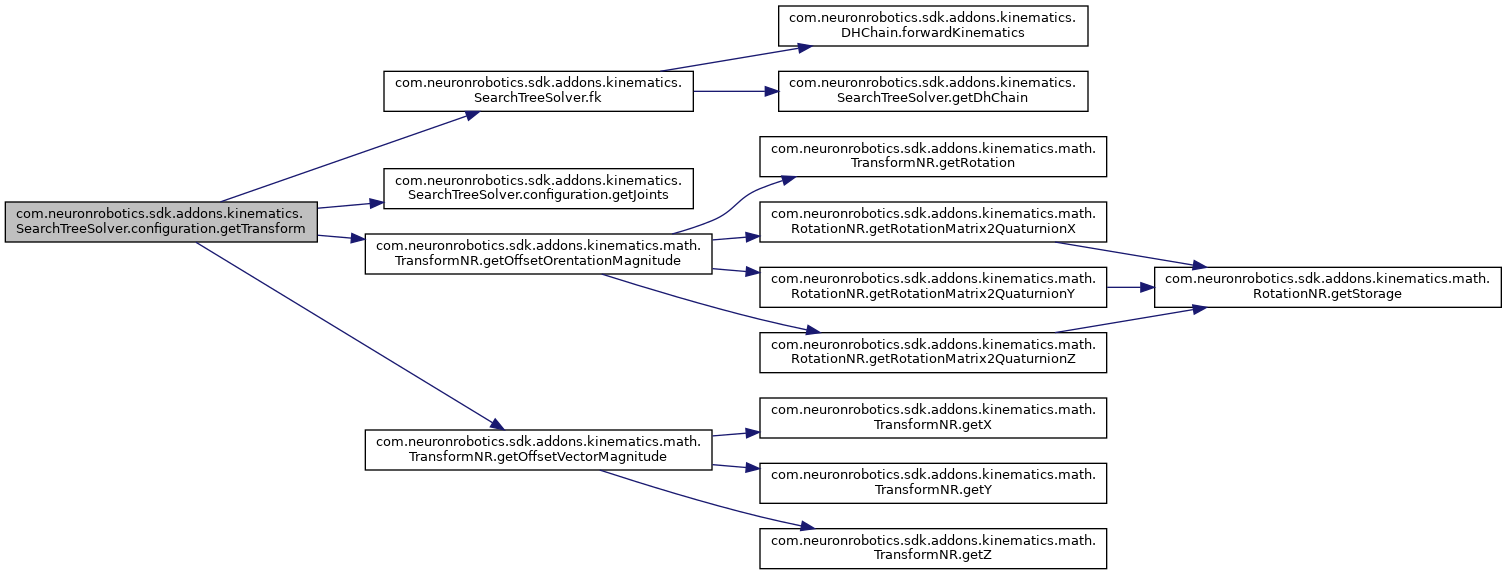 com.neuronrobotics.sdk.addons.kinematics.
SearchTreeSolver.configuration.getTransform
com.neuronrobotics.sdk.addons.kinematics.
SearchTreeSolver.fk
com.neuronrobotics.sdk.addons.kinematics.
DHChain.forwardKinematics
com.neuronrobotics.sdk.addons.kinematics.
SearchTreeSolver.getDhChain
com.neuronrobotics.sdk.addons.kinematics.
SearchTreeSolver.configuration.getJoints
com.neuronrobotics.sdk.addons.kinematics.math.
TransformNR.getOffsetOrentationMagnitude
com.neuronrobotics.sdk.addons.kinematics.math.
TransformNR.getRotation
com.neuronrobotics.sdk.addons.kinematics.math.
RotationNR.getRotationMatrix2QuaturnionX
com.neuronrobotics.sdk.addons.kinematics.math.
RotationNR.getRotationMatrix2QuaturnionY
com.neuronrobotics.sdk.addons.kinematics.math.
RotationNR.getRotationMatrix2QuaturnionZ
com.neuronrobotics.sdk.addons.kinematics.math.
RotationNR.getStorage
com.neuronrobotics.sdk.addons.kinematics.math.
TransformNR.getOffsetVectorMagnitude
com.neuronrobotics.sdk.addons.kinematics.math.
TransformNR.getX
com.neuronrobotics.sdk.addons.kinematics.math.
TransformNR.getY
com.neuronrobotics.sdk.addons.kinematics.math.
TransformNR.getZ